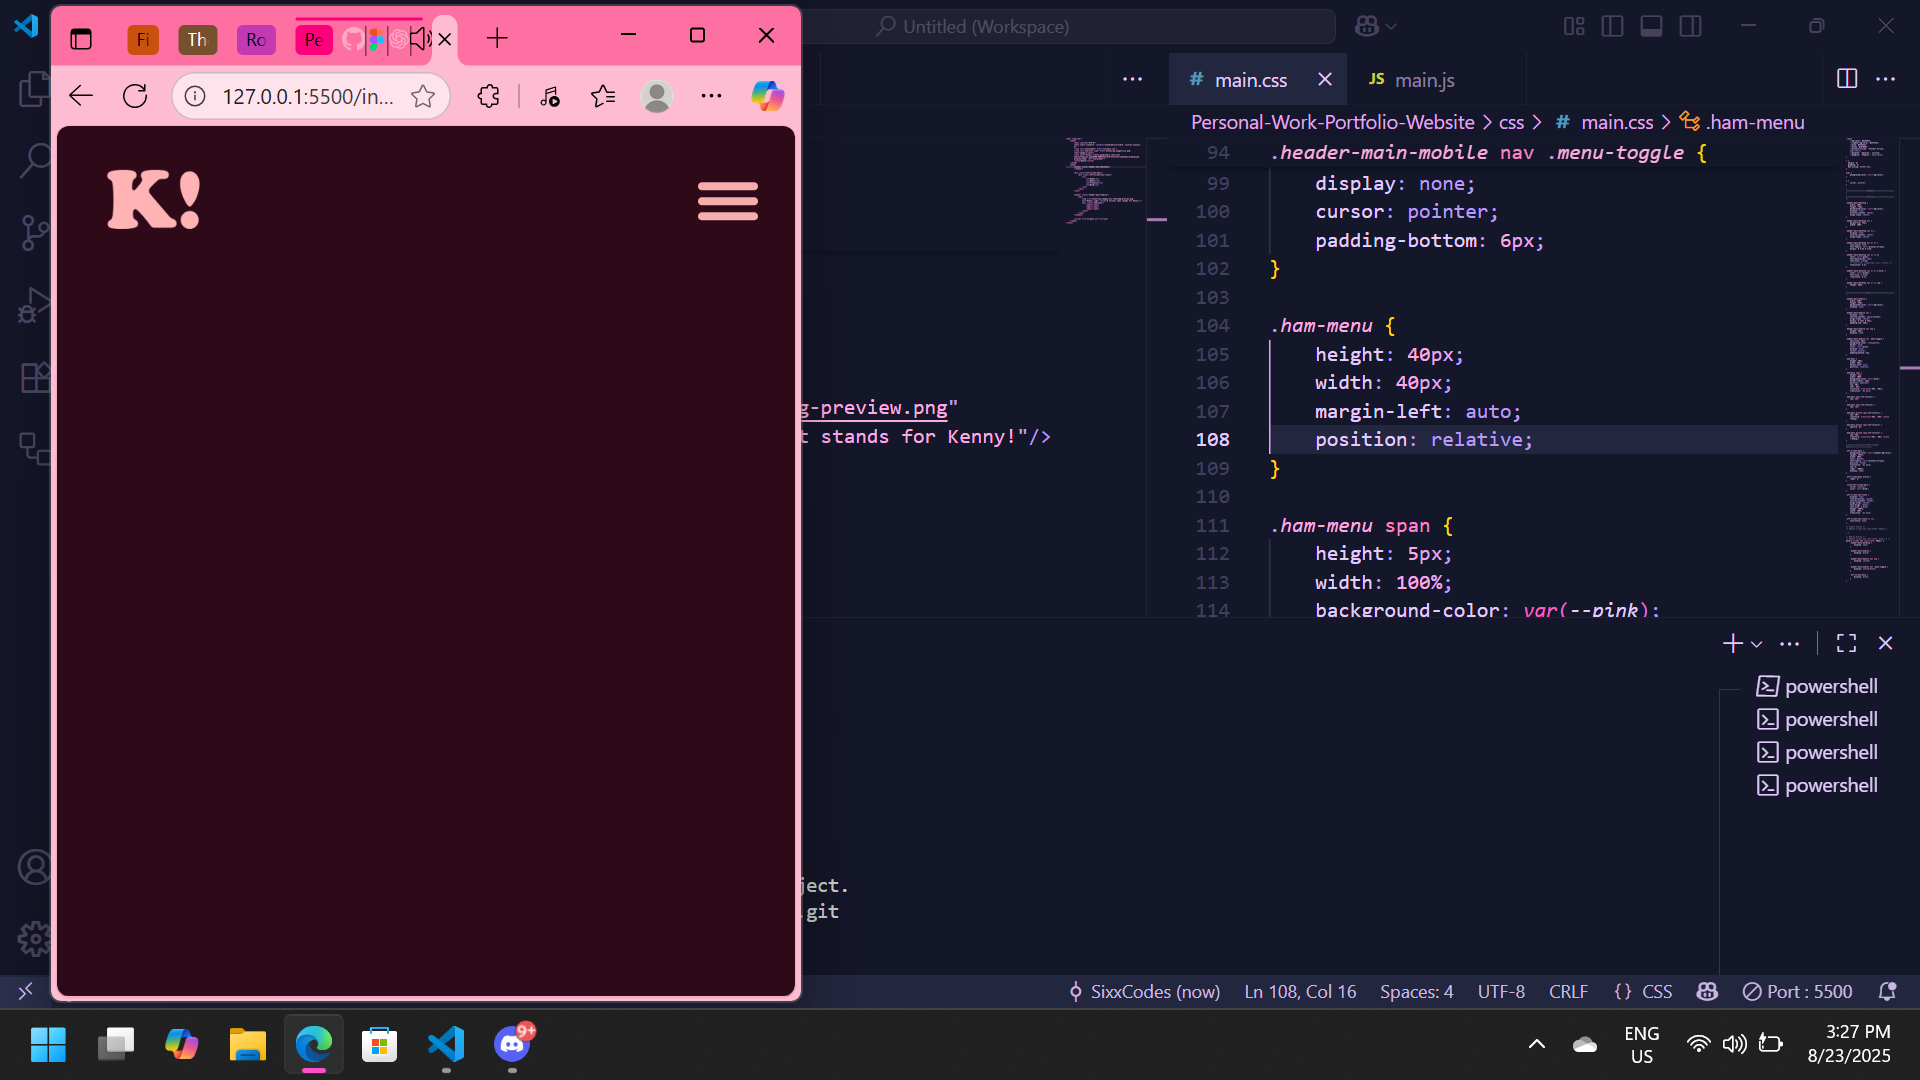 Fi
Th
Ro
Pe
127.0.0.1:5500/in...
K!
Untitled (Workspace)
# main.css
JS main.js
Personal-Work-Portfolio-Website > css > # main.css > .ham-menu
94 .header-main-mobile nav .menu-toggle {
99 display: none;
100 cursor: pointer;
101 padding-bottom: 6px;
102 }
103
104 .ham-menu {
105 height: 40px;
106 width: 40px;
107 margin-left: auto;
108 position: relative;
109 }
110
111 .ham-menu span {
112 height: 5px;
113 width: 100%;
114 background-color: var(--pink);
g-preview.png"
t stands for Kenny!"/>
powershell
powershell
powershell
powershell
ject.
.git
SixxCodes (now)
Ln 108, Col 16
Spaces: 4
UTF-8
CRLF
{} CSS
Port : 5500
9+
ENG
US
3:27 PM
8/23/2025